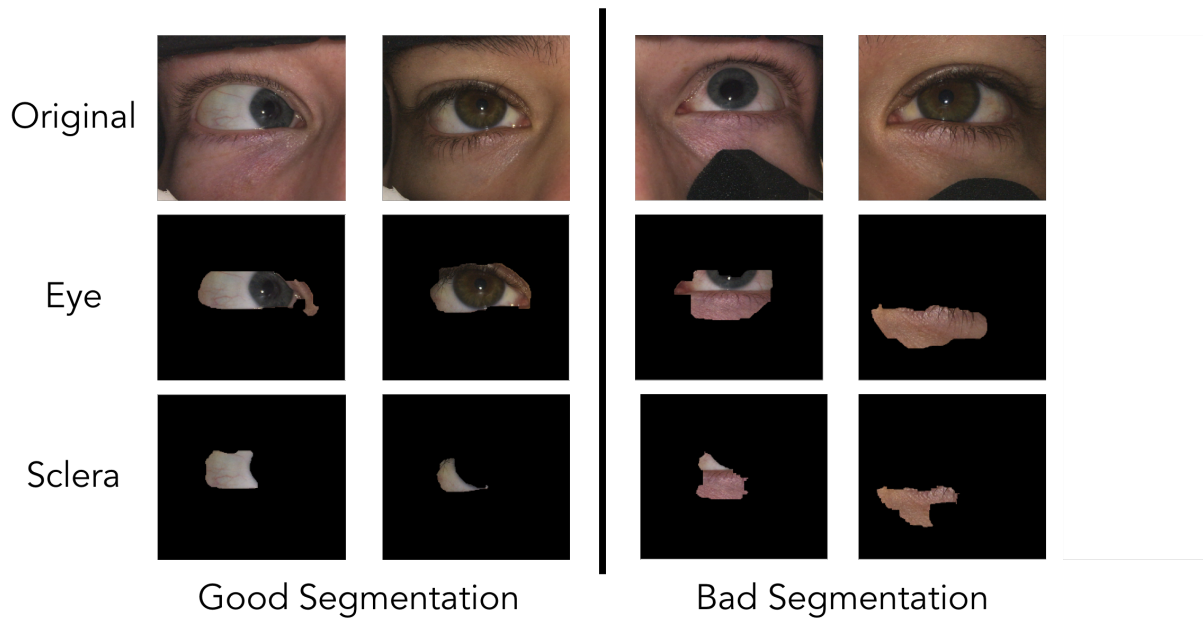 Original
Eye
Sclera
Good Segmentation
Bad Segmentation